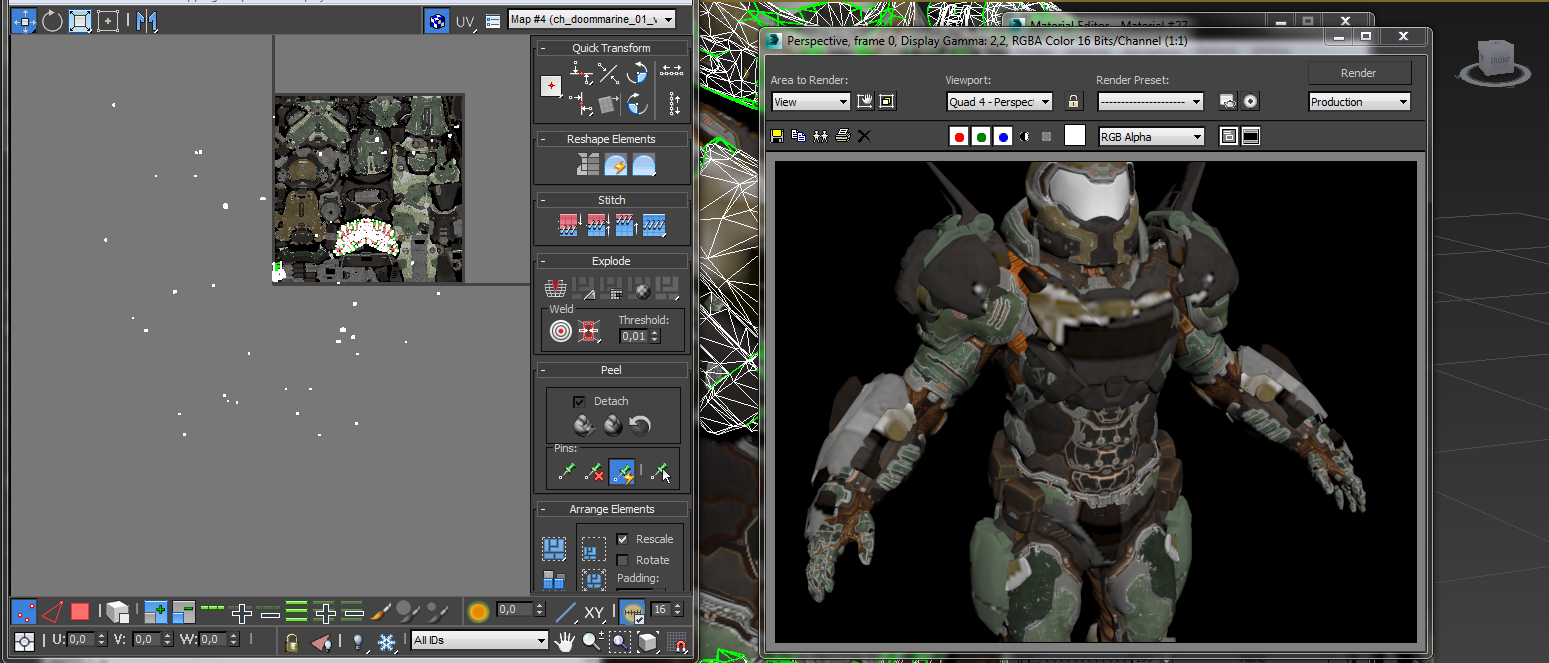 Material Editor - Material #27
UV
Map #4 (ch_doommarine_01_v
Quick Transform
Reshape Elements
Stitch
Explode
Weld
Threshold:
0,01
Peel
Detach
Pins:
Arrange Elements
Rescale
Rotate
Padding:
0,0
XY
16
U: 0,0
V: 0,0
W: 0,0
All IDs
Perspective, frame 0, Display Gamma: 2,2, RGBA Color 16 Bits/Channel (1:1)
Area to Render:
Viewport:
Render Preset:
Render
View
Quad 4 - Perspect
Production
RGB Alpha
FRONT